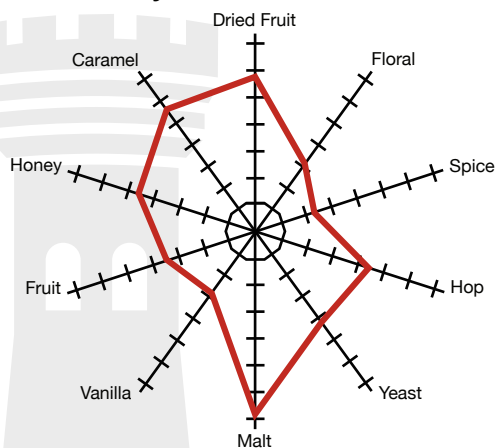 Dried Fruit
Caramel
Floral
Honey
Spice
Fruit
Hop
Vanilla
Yeast
Malt